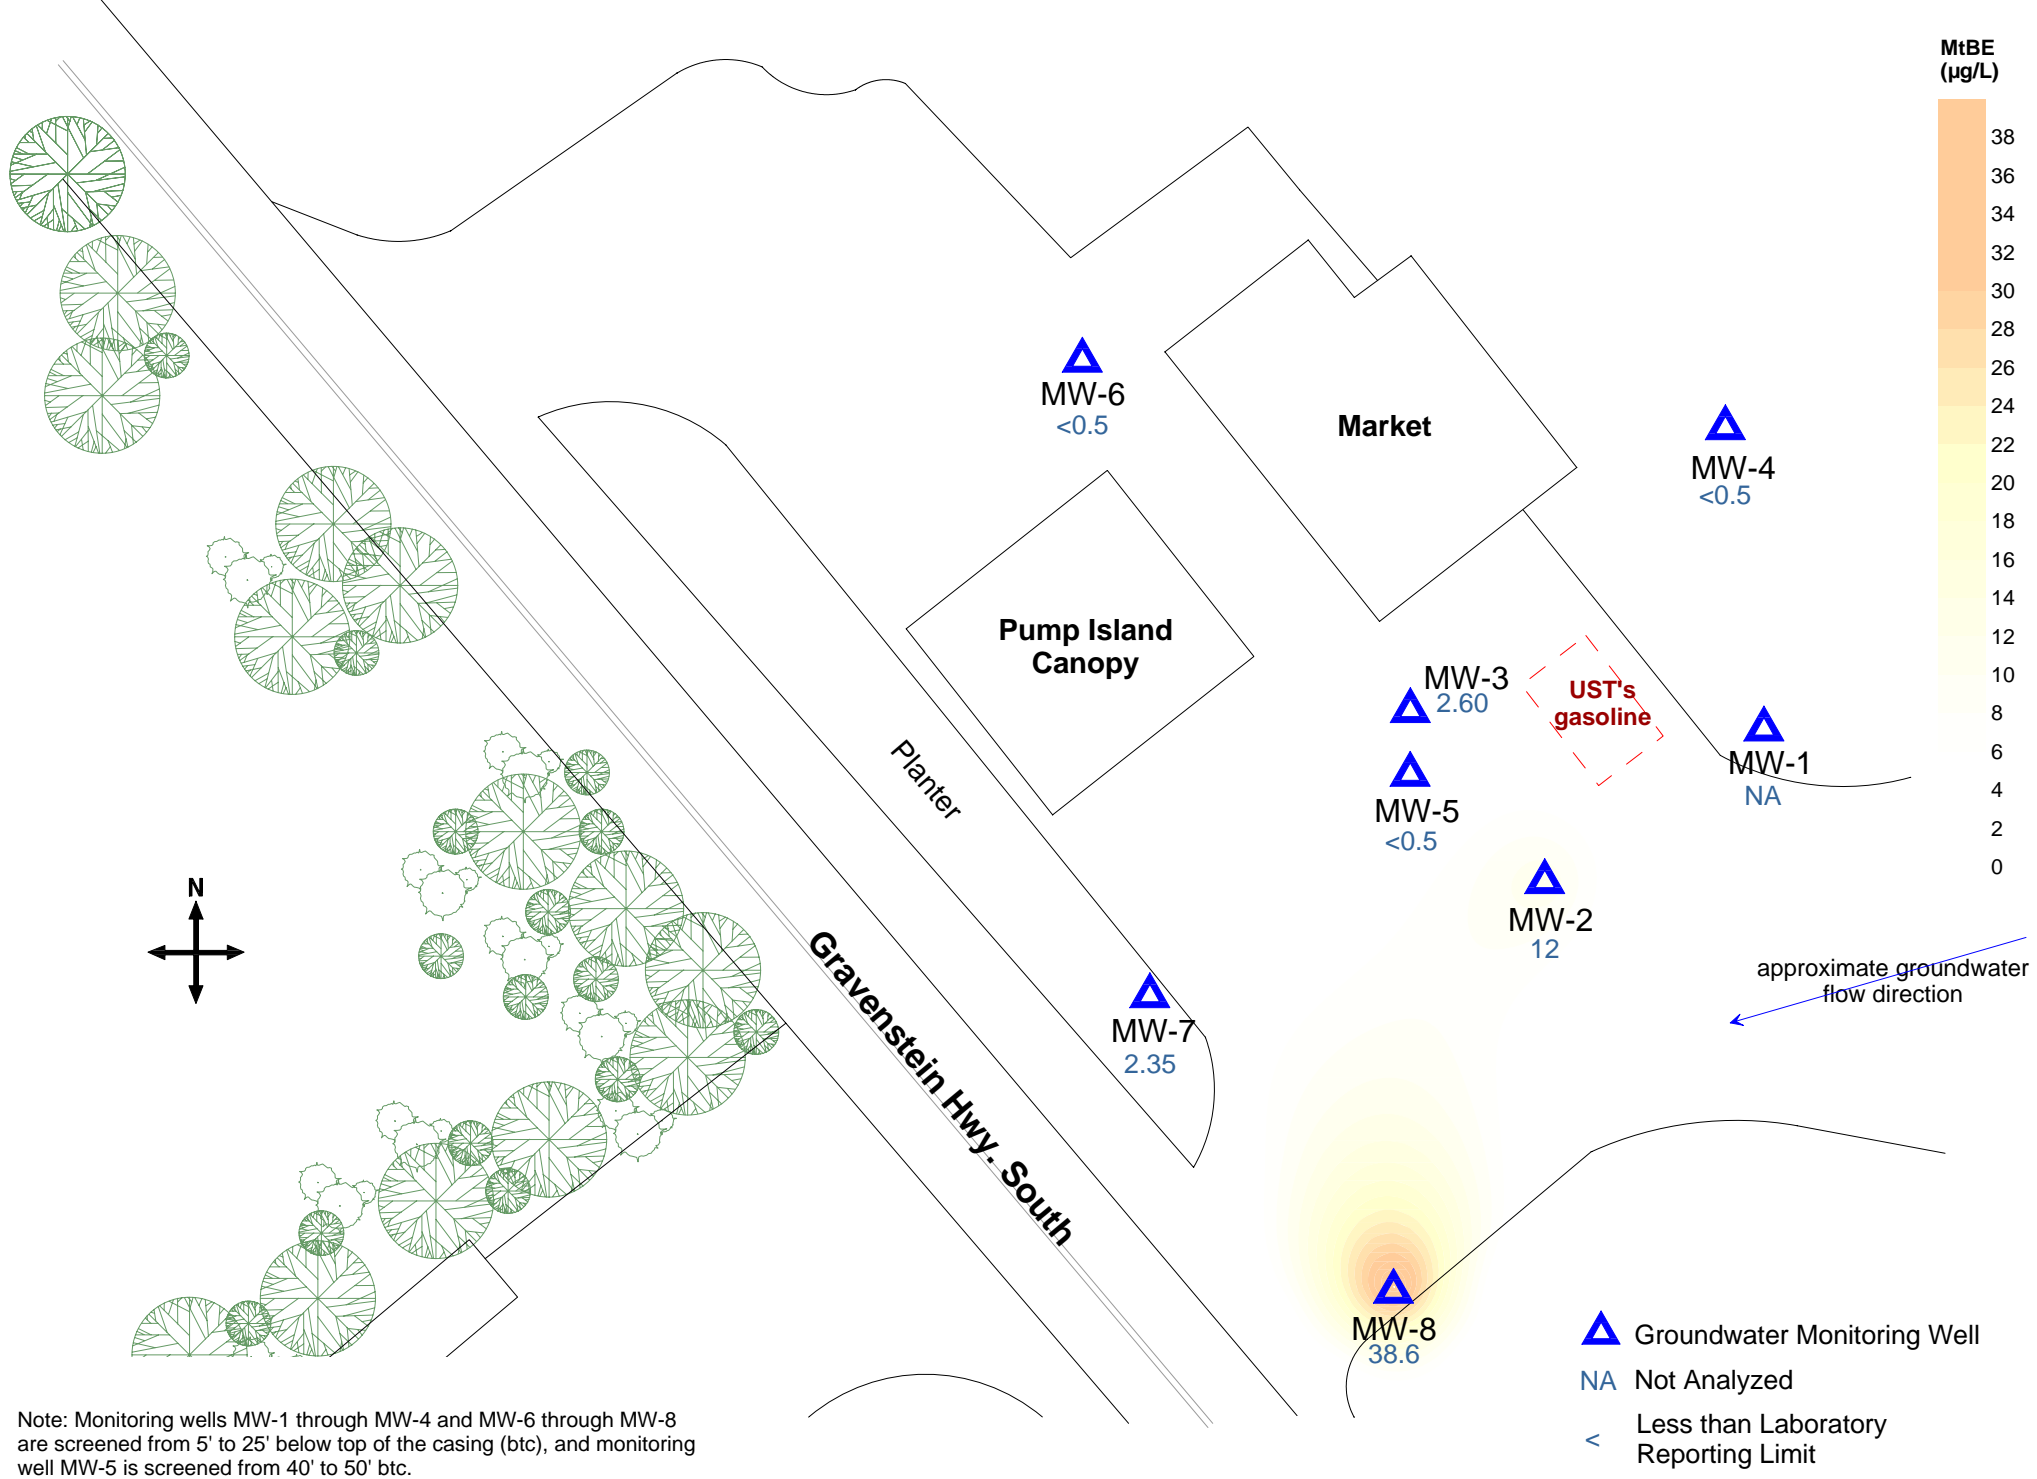 MtBE
(µg/L)
38
36
34
32
30
28
26
24
22
20
18
16
14
12
10
8
6
4
2
0
MW-6
<0.5
Market
MW-4
<0.5
Pump Island
Canopy
MW-3
2.60
UST's
gasoline
MW-1
NA
MW-5
<0.5
Planter
MW-2
12
N
approximate groundwater
flow direction
MW-7
2.35
Gravenstein Hwy. South
MW-8
38.6
Groundwater Monitoring Well
NA Not Analyzed
< Less than Laboratory
Reporting Limit
Note: Monitoring wells MW-1 through MW-4 and MW-6 through MW-8
are screened from 5' to 25' below top of the casing (btc), and monitoring
well MW-5 is screened from 40' to 50' btc.